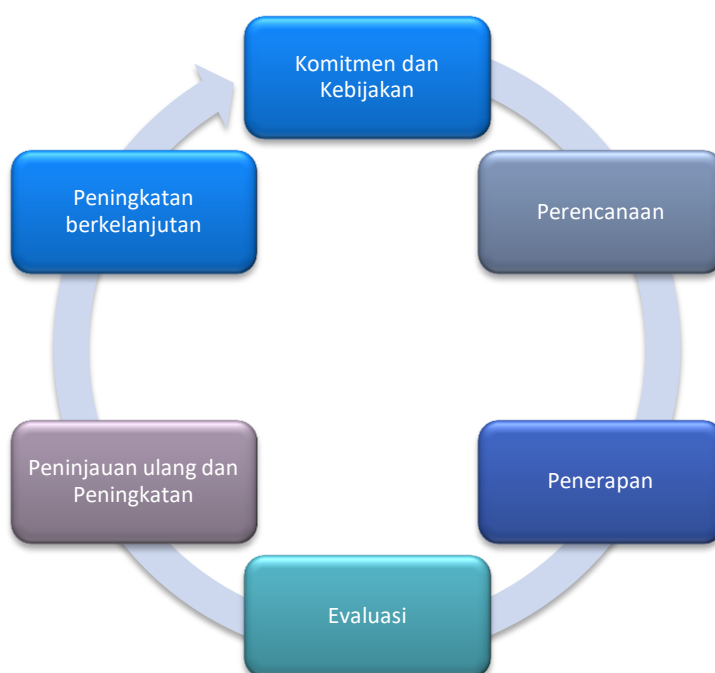 Komitmen dan
Kebijakan
Perencanaan
Penerapan
Evaluasi
Peninjauan ulang dan
Peningkatan
Peningkatan
berkelanjutan